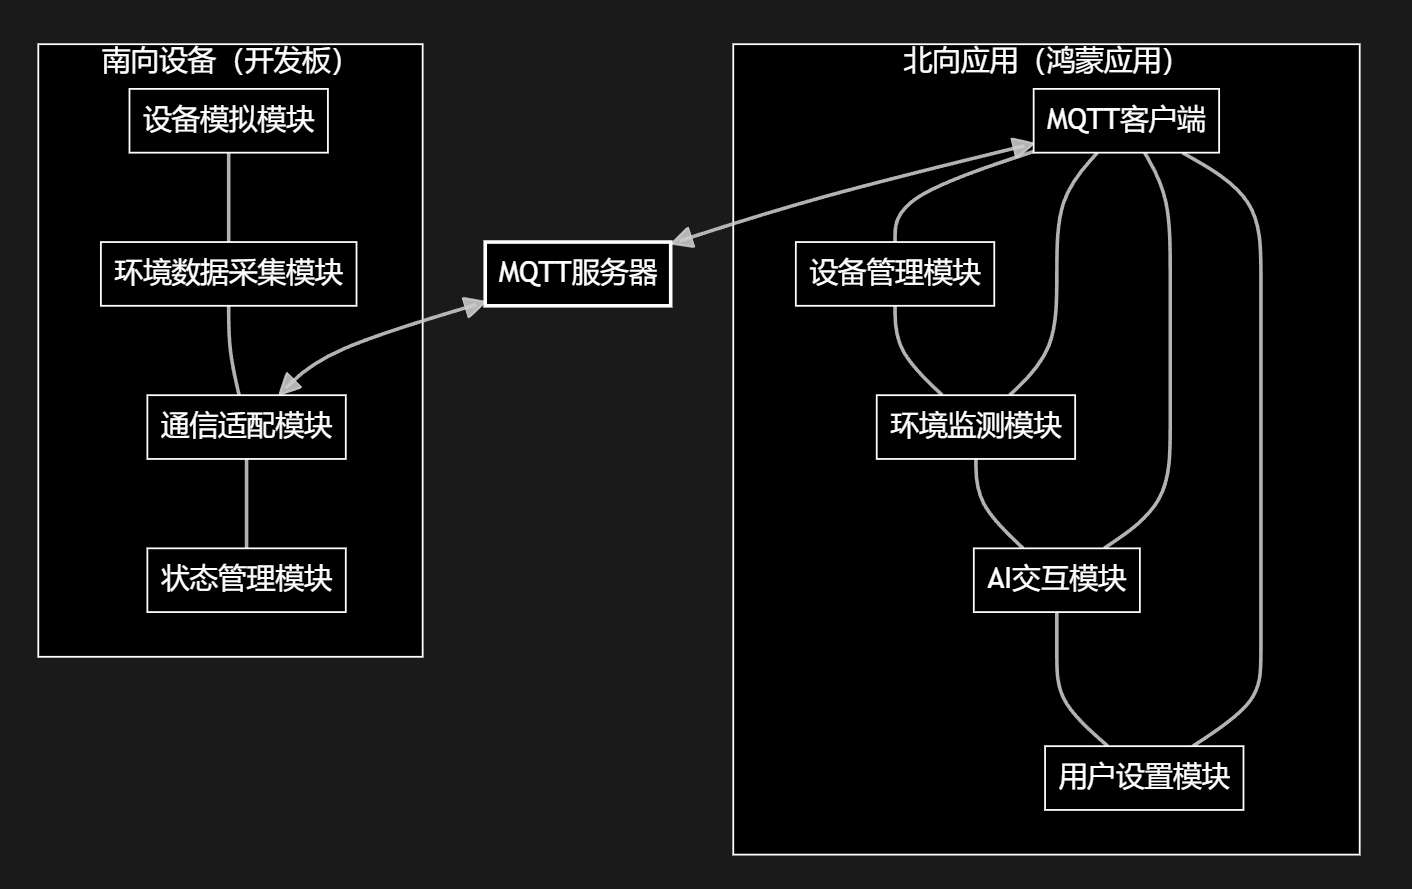 南向设备（开发板）
设备模拟模块
环境数据采集模块
通信适配模块
状态管理模块
MQTT服务器
北向应用（鸿蒙应用）
MQTT客户端
设备管理模块
环境监测模块
AI交互模块
用户设置模块